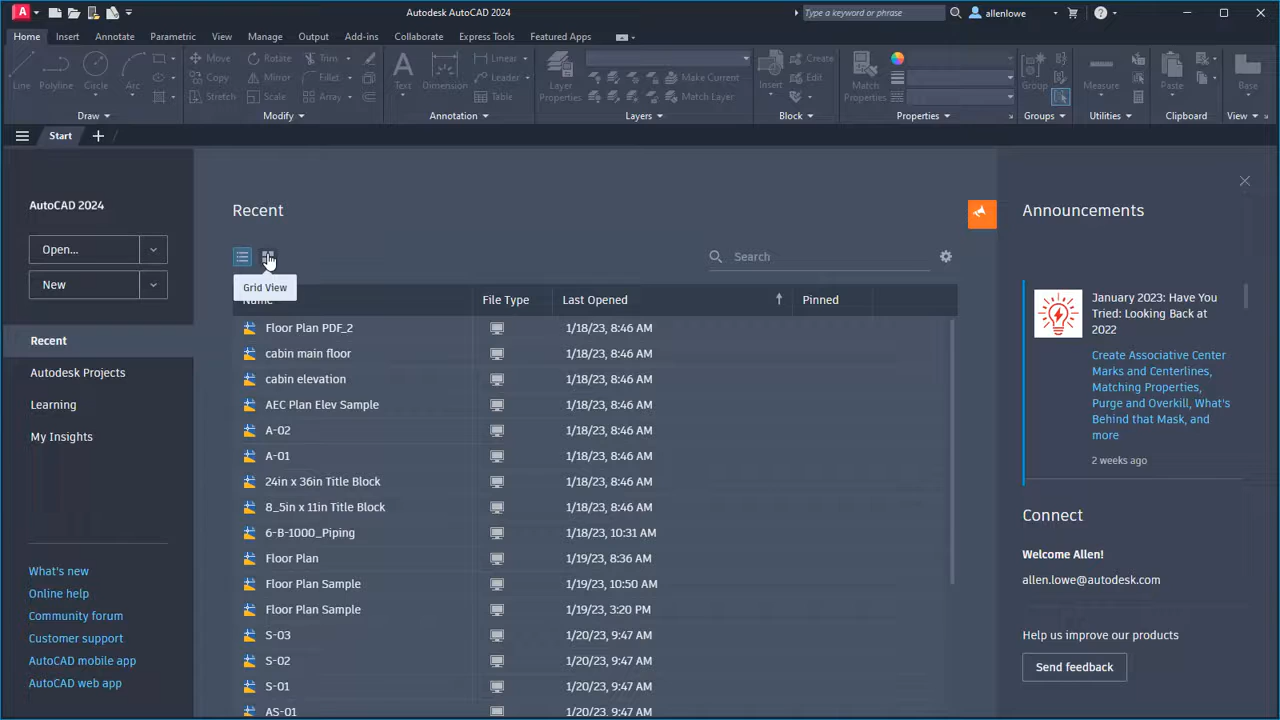 A
Autodesk AutoCAD 2024
Type a keyword or phrase
allenlowe
Home Insert Annotate Parametric View Manage Output Add-ins Collaborate Express Tools Featured Apps
Line
Polyline
Circle
Arc
Draw
Move
Rotate
Trim
Copy
Mirror
Fillet
Stretch
Scale
Array
Modify
Text
Dimension
Linear
Leader
Table
Annotation
Layer
Properties
Make Current
Match Layer
Layers
Insert
Create
Edit
Block
Match
Properties
Properties
Group
Groups
Measure
Utilities
Paste
Clipboard
Base
View
Start
AutoCAD 2024
Open...
New
Recent
Autodesk Projects
Learning
My Insights
What's new
Online help
Community forum
Customer support
AutoCAD mobile app
AutoCAD web app
Recent
Search
Grid View
Name File Type Last Opened Pinned
Floor Plan PDF_2 1/18/23, 8:46 AM
cabin main floor 1/18/23, 8:46 AM
cabin elevation 1/18/23, 8:46 AM
AEC Plan Elev Sample 1/18/23, 8:46 AM
A-02 1/18/23, 8:46 AM
A-01 1/18/23, 8:46 AM
24in x 36in Title Block 1/18/23, 8:46 AM
8_5in x 11in Title Block 1/18/23, 8:46 AM
6-B-1000_Piping 1/18/23, 10:31 AM
Floor Plan 1/19/23, 8:36 AM
Floor Plan Sample 1/19/23, 10:50 AM
Floor Plan Sample 1/19/23, 3:20 PM
S-03 1/20/23, 9:47 AM
S-02 1/20/23, 9:47 AM
S-01 1/20/23, 9:47 AM
AS-01 1/20/23, 9:47 AM
Announcements
January 2023: Have You
Tried: Looking Back at
2022
Create Associative Center
Marks and Centerlines,
Matching Properties,
Purge and Overkill, What's
Behind that Mask, and
more
2 weeks ago
Connect
Welcome Allen!
allen.lowe@autodesk.com
Help us improve our products
Send feedback